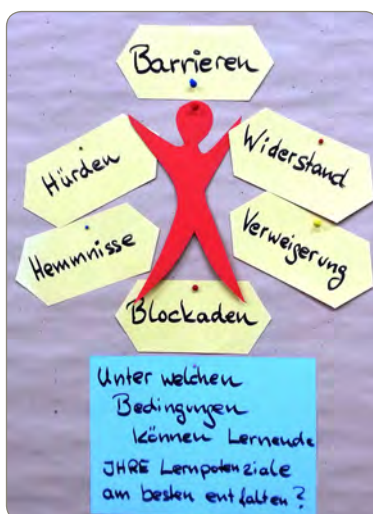 Barrieren
Hürden
Widerstand
Hemmnisse
Verweigerung
Blockaden
Unter welchen
Bedingungen
können Lernende
JHRE Lernpotenziale
am besten entfalten?